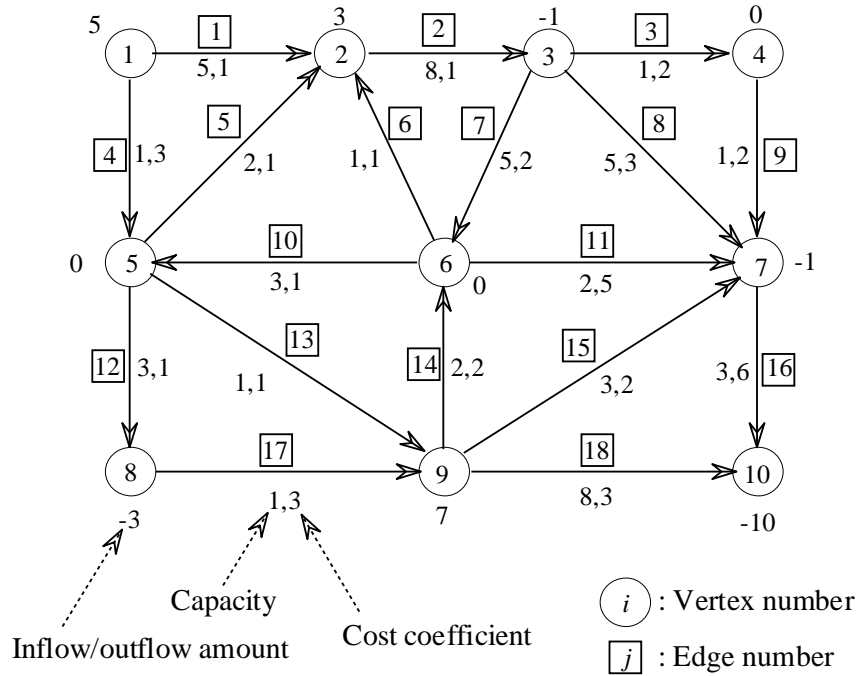 5 3 -1 0
1 1 2 2 3 3 4
5,1 8,1 1,2
5 6 7 8
4 1,3 2,1 1,1 5,2 5,3 1,2 9
10 11
0 5 6 7 -1
3,1 0 2,5
13 15
12 3,1 1,1 14 2,2 3,2 3,6 16
17 18
8 9 10
-3 1,3 7 8,3 -10
Capacity
Inflow/outflow amount
Cost coefficient
i : Vertex number
j : Edge number